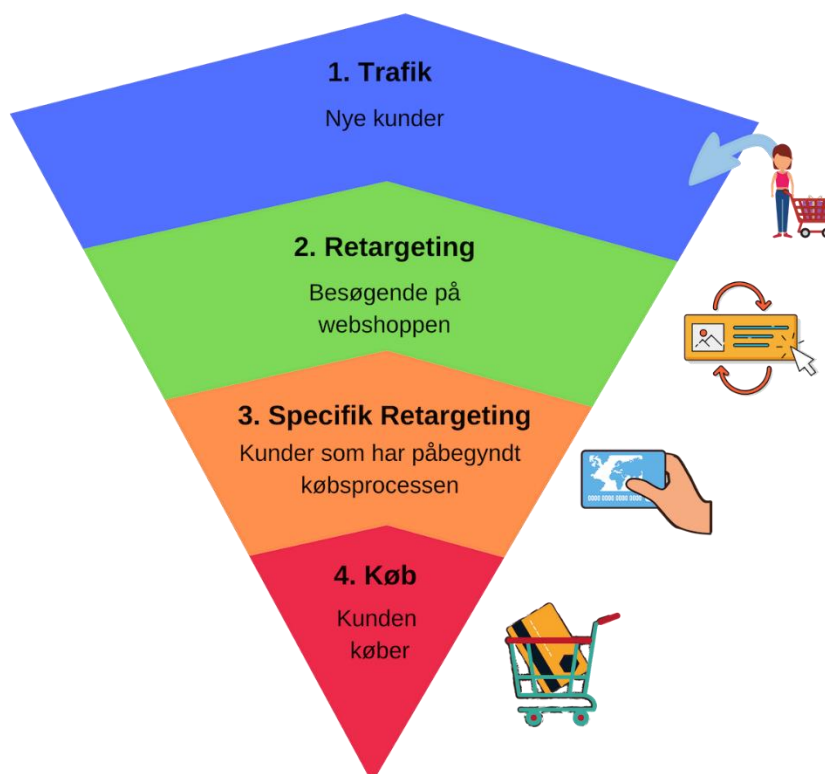 1. Trafik
Nye kunder
2. Retargeting
Besøgende på
webshoppen
3. Specifik Retargeting
Kunder som har påbegyndt
købsprocessen
4. Køb
Kunden
køber